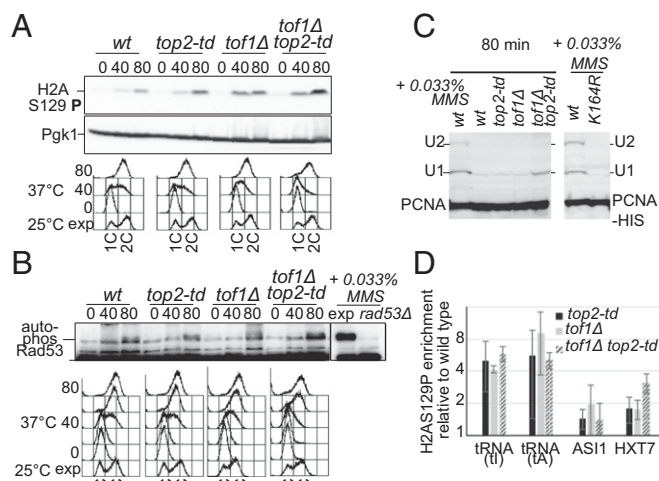 A
wt top2-td tof1Δ tof1Δ top2-td
0 40 80 0 40 80 0 40 80 0 40 80
H2A
S129 P
Pgk1
80
37°C 40
0
25°C exp
1C 2C 1C 2C 1C 2C 1C 2C
B
wt top2-td tof1Δ tof1Δ top2-td + 0.033% MMS
0 40 80 0 40 80 0 40 80 0 40 80 exp rad53Δ
auto-
phos
Rad53
80
37°C 40
0
25°C exp
C
80 min
+ 0.033% MMS
+ 0.033% MMS
wt wt top2-td tof1Δ tof1Δ top2-td
wt K164R
U2 U2
U1 U1
PCNA PCNA
-HIS
D
H2AS129P enrichment
relative to wild type
top2-td
tof1Δ
tof1Δ top2-td
8
4
2
1
tRNA (tI) tRNA (tA) ASI1 HXT7